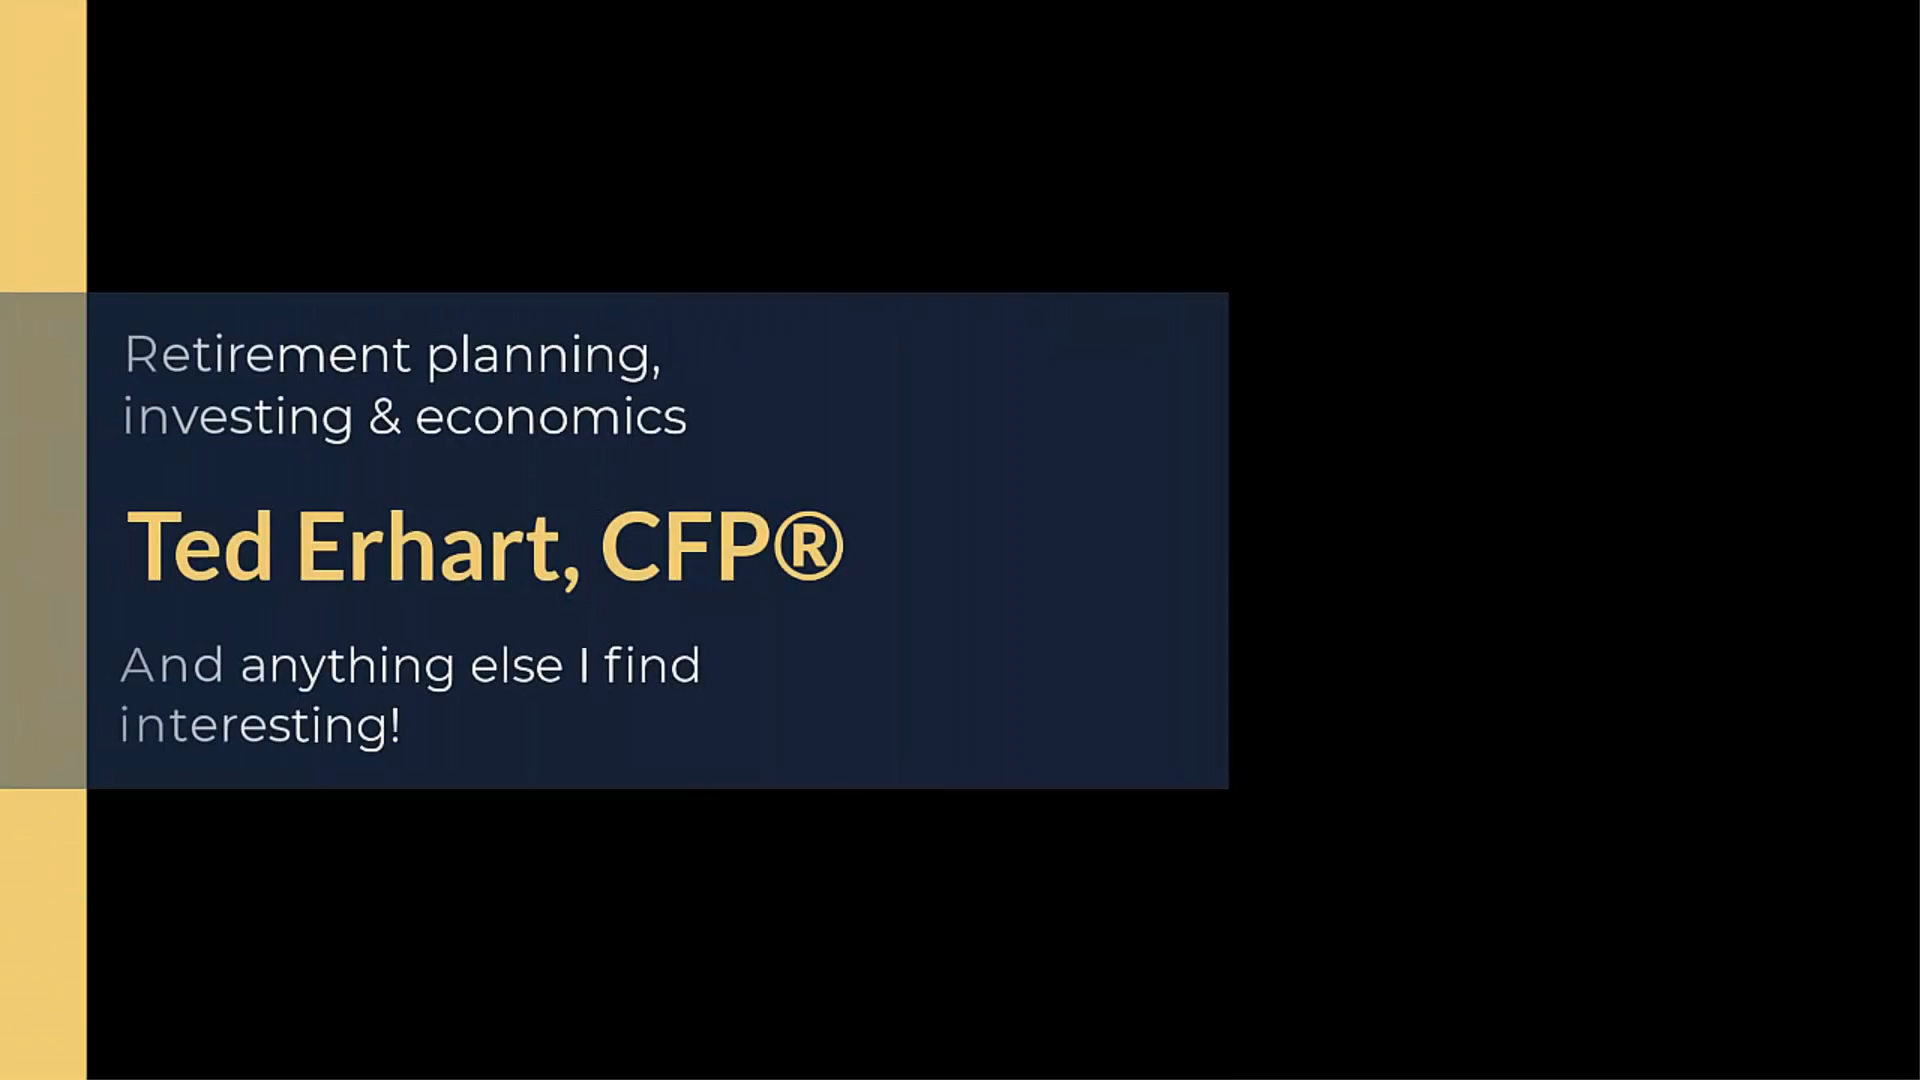 Retirement planning,
investing & economics
Ted Erhart, CFP®
And anything else I find
interesting!